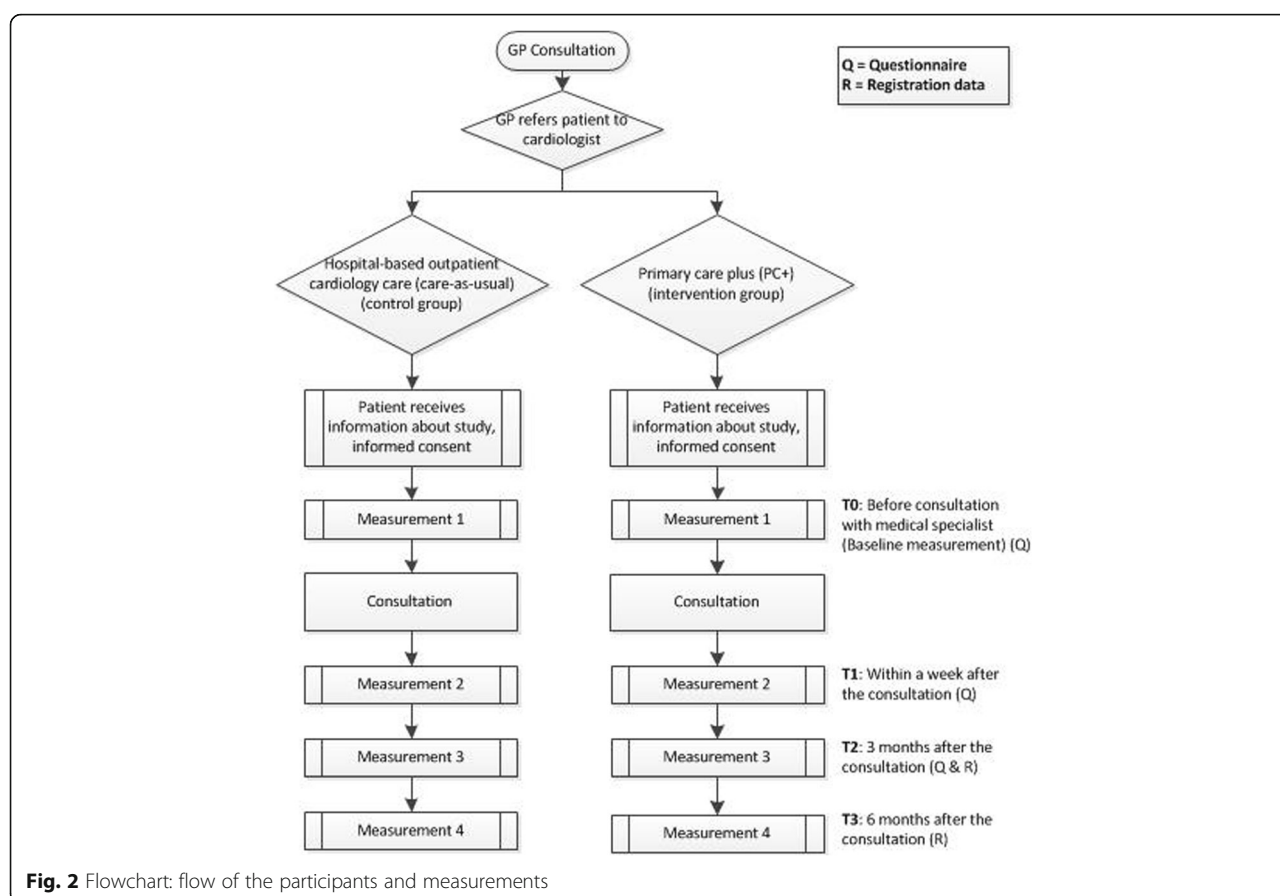 GP Consultation
Q = Questionnaire
R = Registration data
GP refers patient to
cardiologist
Hospital-based outpatient
cardiology care (care-as-usual)
(control group)
Primary care plus (PC+)
(intervention group)
Patient receives
information about study,
informed consent
Patient receives
information about study,
informed consent
Measurement 1
Measurement 1
T0: Before consultation
with medical specialist
(Baseline measurement) (Q)
Consultation
Consultation
Measurement 2
Measurement 2
T1: Within a week after
the consultation (Q)
Measurement 3
Measurement 3
T2: 3 months after the
consultation (Q & R)
Measurement 4
Measurement 4
T3: 6 months after the
consultation (R)
Fig. 2 Flowchart: flow of the participants and measurements